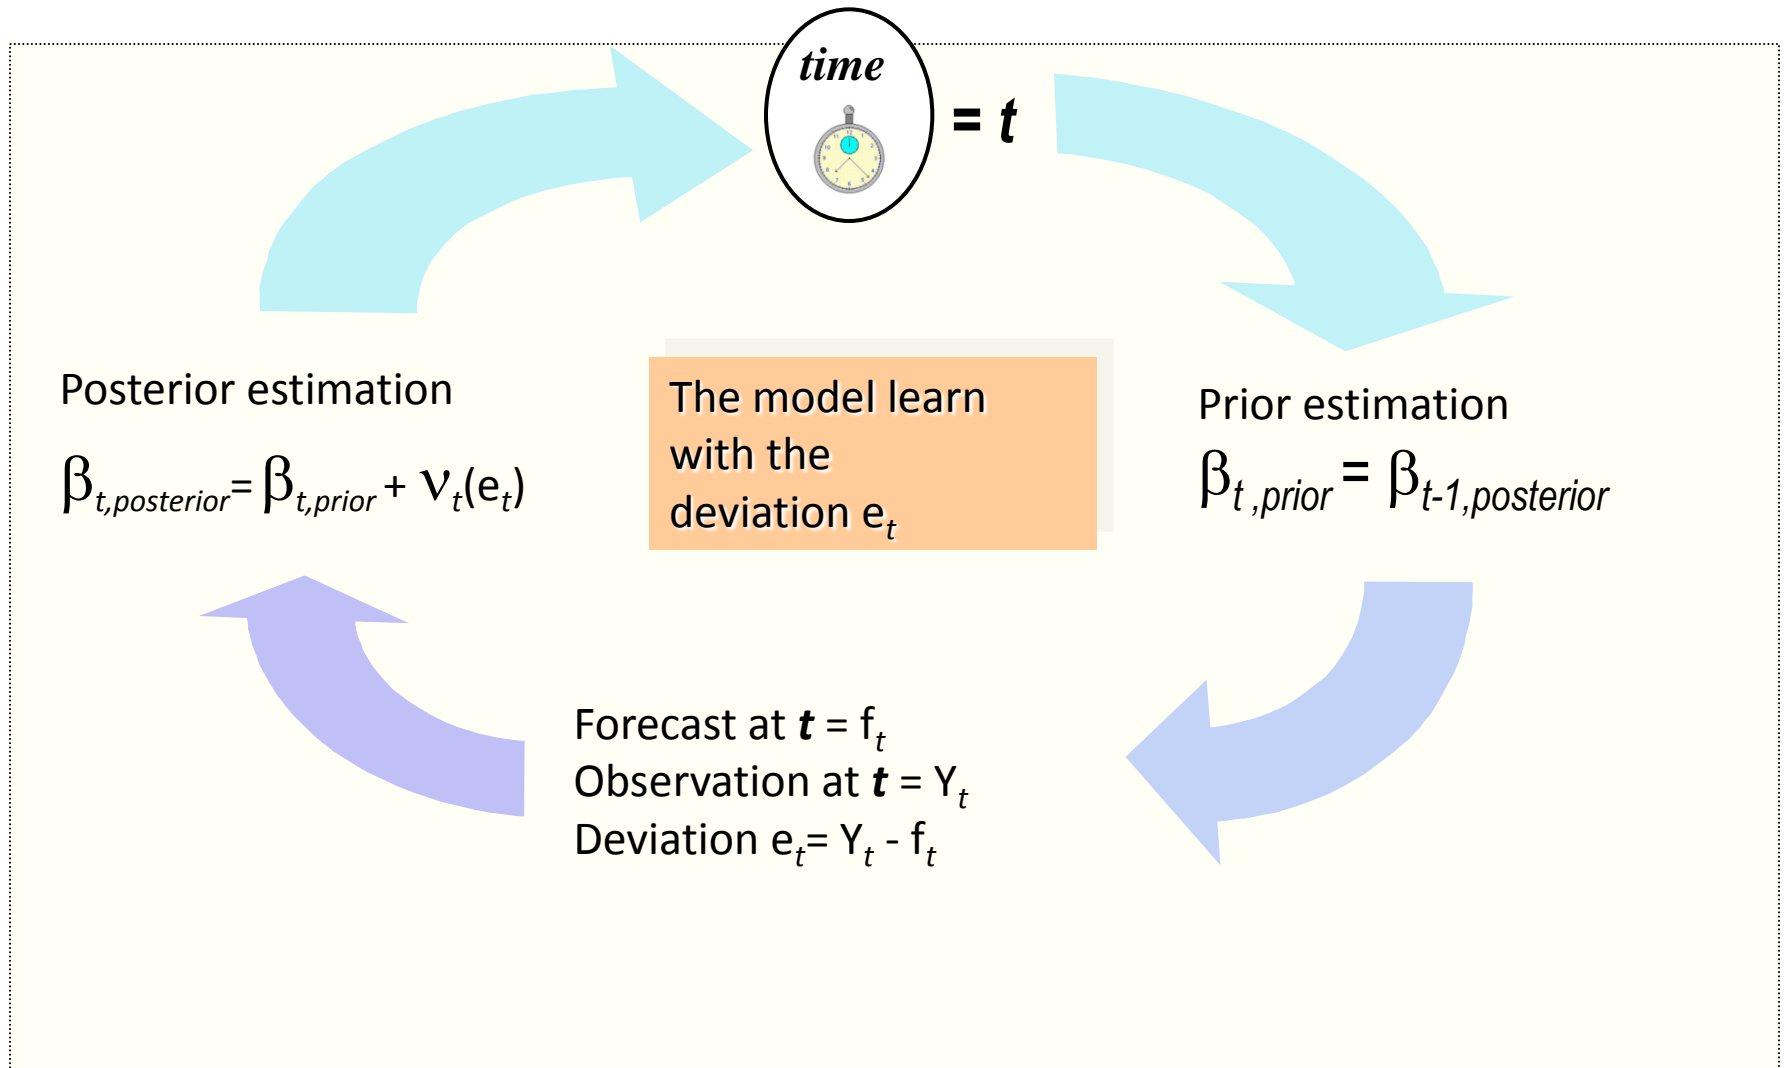 time
= t
Posterior estimation
βt,posterior= βt,prior + νt(et)
The model learn
with the
deviation et
Prior estimation
βt ,prior = βt-1,posterior
Forecast at t = ft
Observation at t = Yt
Deviation et= Yt - ft